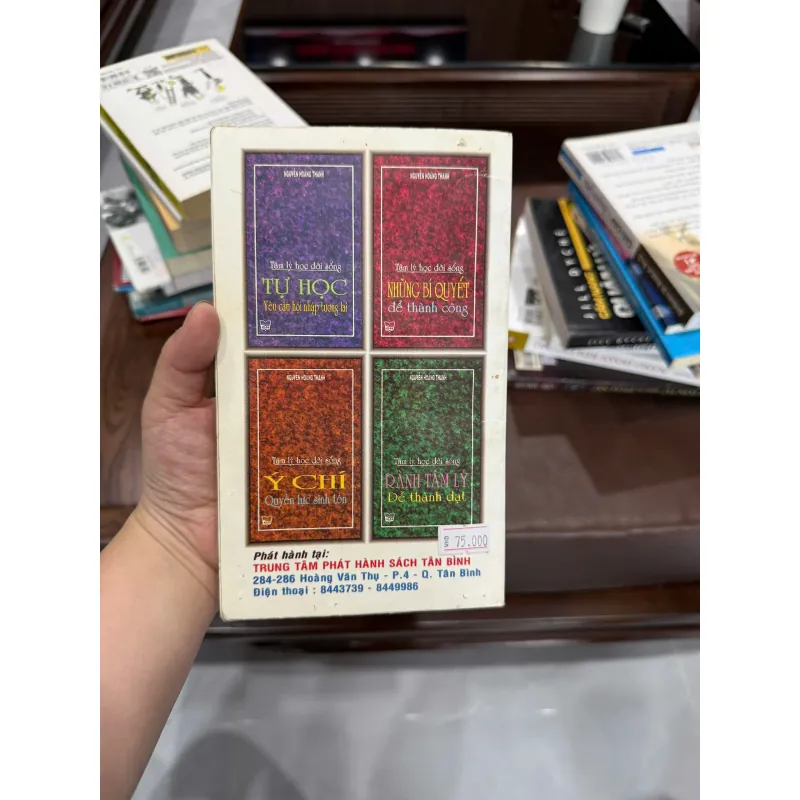 NGUYỄN HOÀNG THANH
Tâm lý học đời sống
TỰ HỌC
Yêu cầu hội nhập tương lai
NGUYỄN HOÀNG THANH
Tâm lý học đời sống
NHỮNG BÍ QUYẾT
để thành công
NGUYỄN HOÀNG THANH
Tâm lý học đời sống
Ý CHÍ
Quyền lực sinh tồn
NGUYỄN HOÀNG THANH
Tâm lý học đời sống
RÀNH TÂM LÝ
Dễ thành đạt
VNĐ 75.000
Phát hành tại:
TRUNG TÂM PHÁT HÀNH SÁCH TÂN BÌNH
284-286 Hoàng Văn Thụ - P.4 - Q. Tân Bình
Điện thoại : 8443739 - 8449986